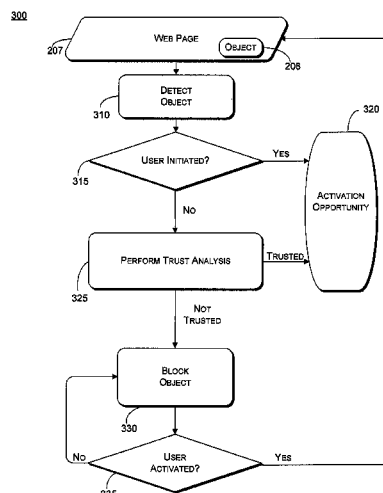 300
WEB PAGE
OBJECT
207
206
DETECT
OBJECT
310
320
USER INITIATED?
YES
315
ACTIVATION
OPPORTUNITY
NO
PERFORM TRUST ANALYSIS
TRUSTED
325
NOT
TRUSTED
BLOCK
OBJECT
330
NO
USER
ACTIVATED?
YES